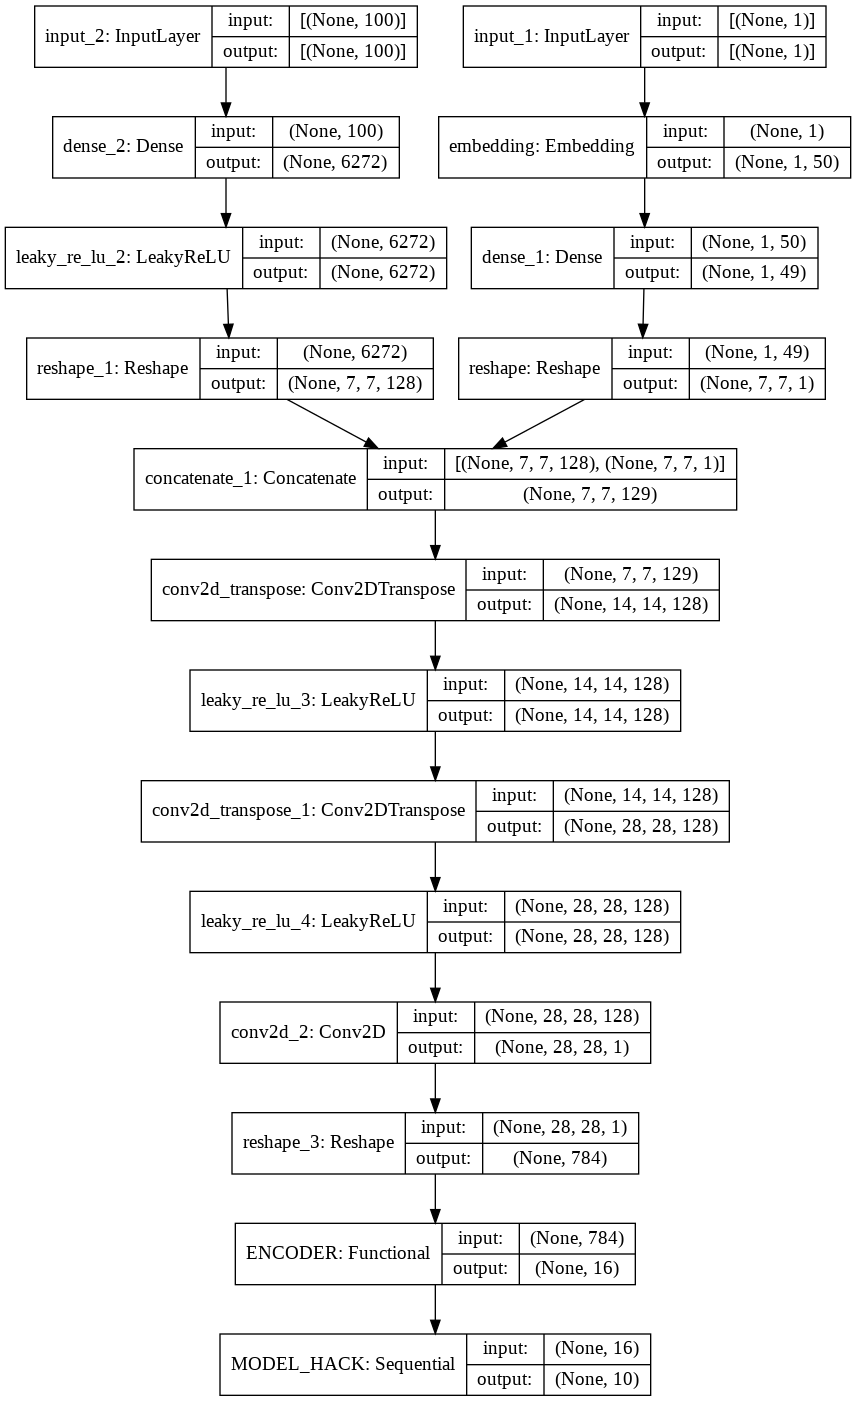 input_2: InputLayer input: [(None, 100)]
output: [(None, 100)]
input_1: InputLayer input: [(None, 1)]
output: [(None, 1)]
dense_2: Dense input: (None, 100)
output: (None, 6272)
embedding: Embedding input: (None, 1)
output: (None, 1, 50)
leaky_re_lu_2: LeakyReLU input: (None, 6272)
output: (None, 6272)
dense_1: Dense input: (None, 1, 50)
output: (None, 1, 49)
reshape_1: Reshape input: (None, 6272)
output: (None, 7, 7, 128)
reshape: Reshape input: (None, 1, 49)
output: (None, 7, 7, 1)
concatenate_1: Concatenate input: [(None, 7, 7, 128), (None, 7, 7, 1)]
output: (None, 7, 7, 129)
conv2d_transpose: Conv2DTranspose input: (None, 7, 7, 129)
output: (None, 14, 14, 128)
leaky_re_lu_3: LeakyReLU input: (None, 14, 14, 128)
output: (None, 14, 14, 128)
conv2d_transpose_1: Conv2DTranspose input: (None, 14, 14, 128)
output: (None, 28, 28, 128)
leaky_re_lu_4: LeakyReLU input: (None, 28, 28, 128)
output: (None, 28, 28, 128)
conv2d_2: Conv2D input: (None, 28, 28, 128)
output: (None, 28, 28, 1)
reshape_3: Reshape input: (None, 28, 28, 1)
output: (None, 784)
ENCODER: Functional input: (None, 784)
output: (None, 16)
MODEL_HACK: Sequential input: (None, 16)
output: (None, 10)